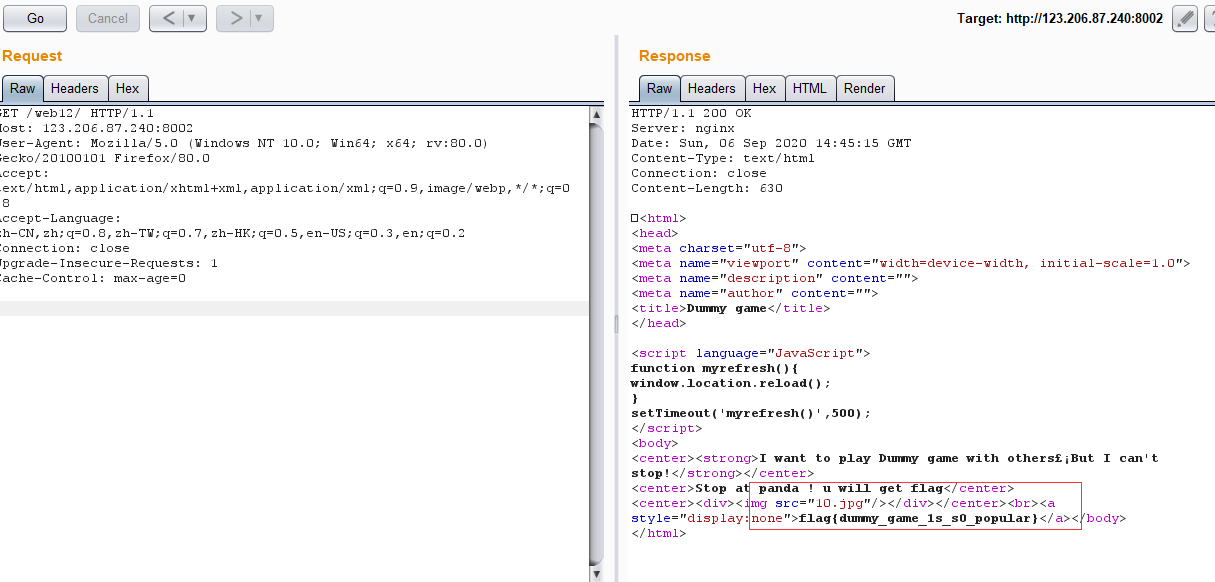 Go Cancel < ▼ > ▼ Target: http://123.206.87.240:8002
Request
Raw Headers Hex
GET /web12/ HTTP/1.1
Host: 123.206.87.240:8002
User-Agent: Mozilla/5.0 (Windows NT 10.0; Win64; x64; rv:80.0)
Gecko/20100101 Firefox/80.0
Accept:
text/html,application/xhtml+xml,application/xml;q=0.9,image/webp,*/*;q=0
.8
Accept-Language:
zh-CN,zh;q=0.8,zh-TW;q=0.7,zh-HK;q=0.5,en-US;q=0.3,en;q=0.2
Connection: close
Upgrade-Insecure-Requests: 1
Cache-Control: max-age=0
Response
Raw Headers Hex HTML Render
HTTP/1.1 200 OK
Server: nginx
Date: Sun, 06 Sep 2020 14:45:15 GMT
Content-Type: text/html
Connection: close
Content-Length: 630
□<html>
<head>
<meta charset="utf-8">
<meta name="viewport" content="width=device-width, initial-scale=1.0">
<meta name="description" content="">
<meta name="author" content="">
<title>Dummy game</title>
</head>
<script language="JavaScript">
function myrefresh(){
window.location.reload();
}
setTimeout('myrefresh()',500);
</script>
<body>
<center><strong>I want to play Dummy game with others£¡But I can't
stop!</strong></center>
<center>Stop at panda ! u will get flag</center>
<center><div><img src="10.jpg"/></div></center><br><a
style="display:none">flag{dummy_game_1s_s0_popular}</a></body>
</html>